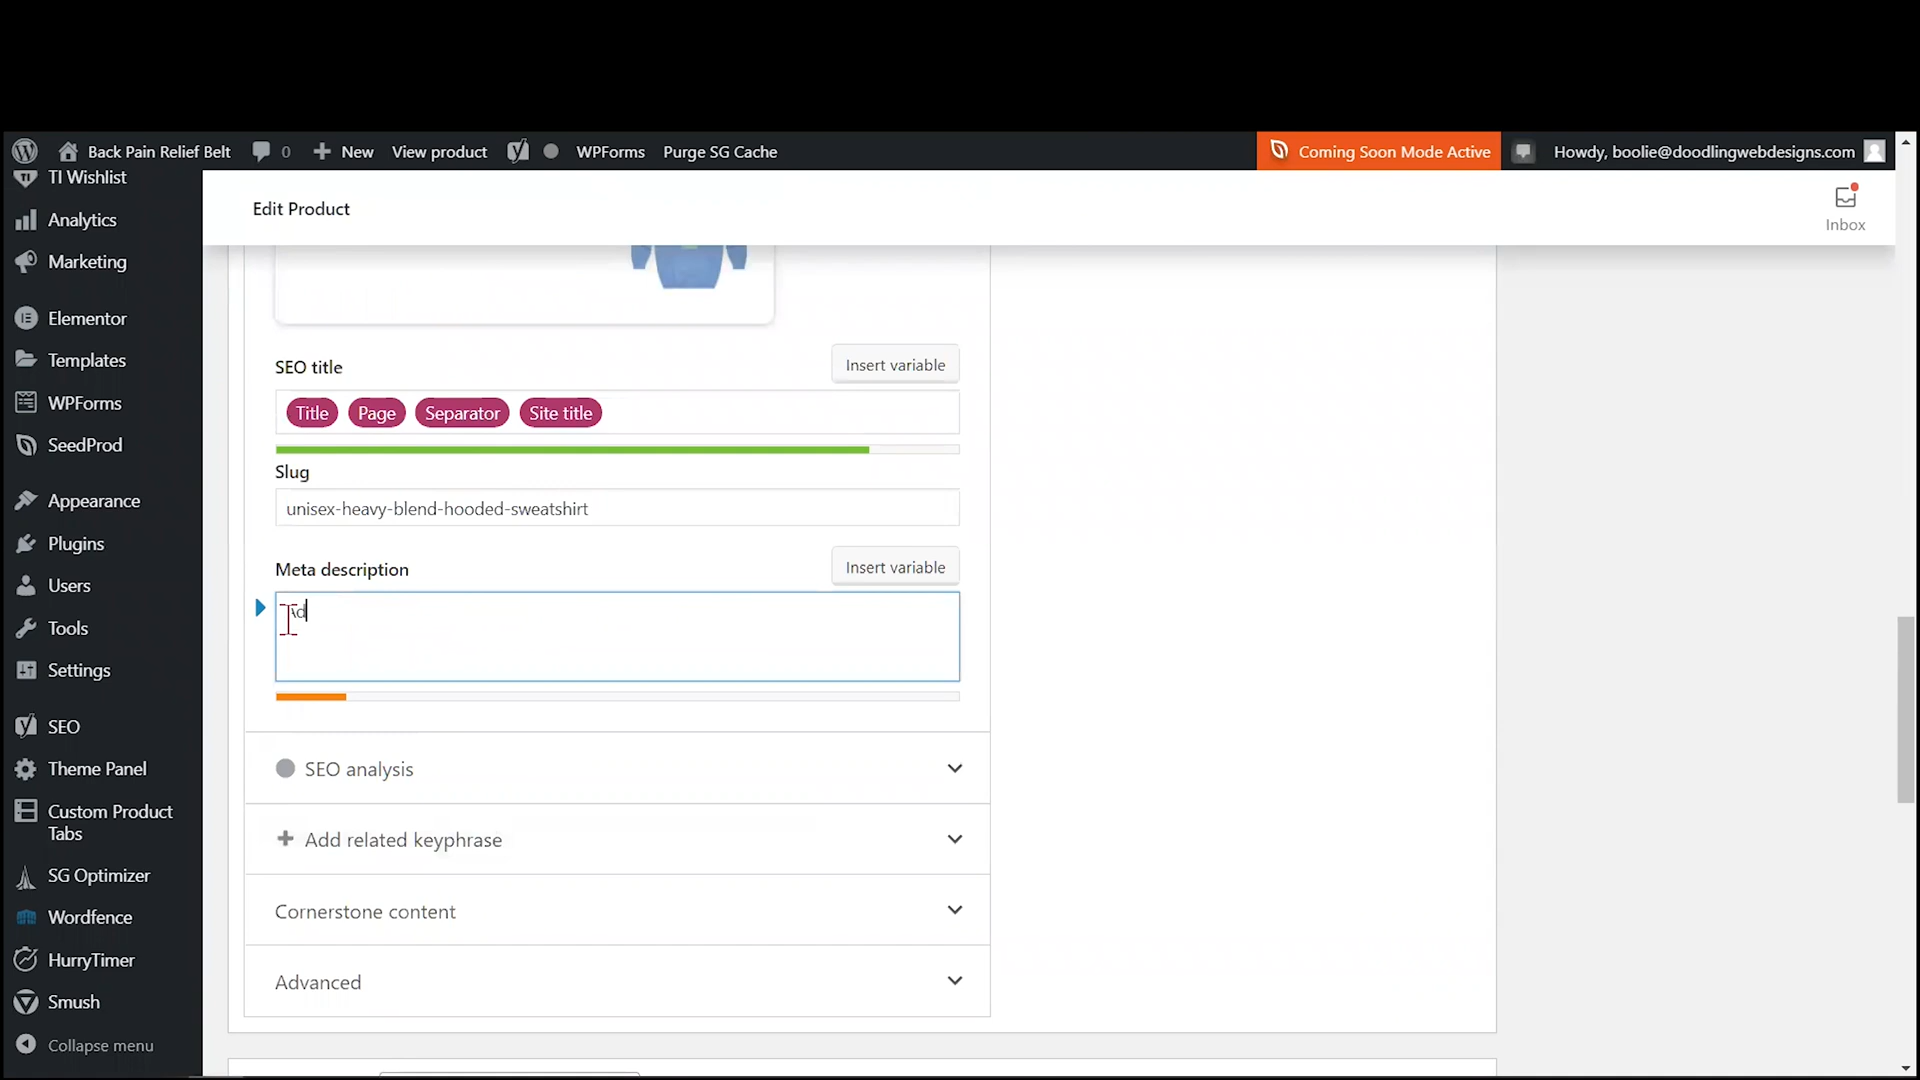 Back Pain Relief Belt 0 New View product WPForms Purge SG Cache Coming Soon Mode Active Howdy, boolie@doodlingwebdesigns.com
TI Wishlist
Analytics
Marketing
Elementor
Templates
WPForms
SeedProd
Appearance
Plugins
Users
Tools
Settings
SEO
Theme Panel
Custom Product
Tabs
SG Optimizer
Wordfence
HurryTimer
Smush
Collapse menu
Edit Product
Inbox
SEO title
Insert variable
Title Page Separator Site title
Slug
unisex-heavy-blend-hooded-sweatshirt
Meta description
Insert variable
Ad
SEO analysis
Add related keyphrase
Cornerstone content
Advanced